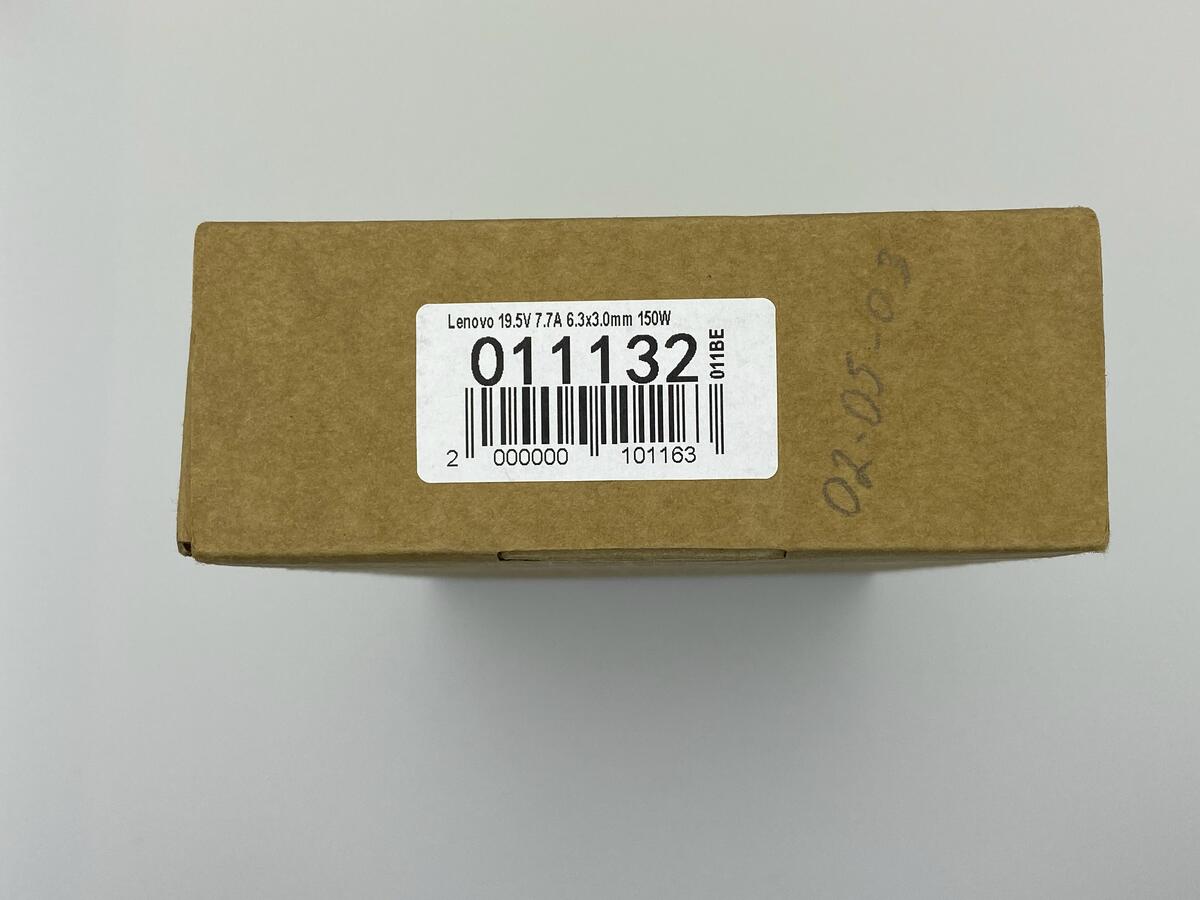 Lenovo 19.5V 7.7A 6.3x3.0mm 150W
011132
011BE
2 000000 101163
02-05-03